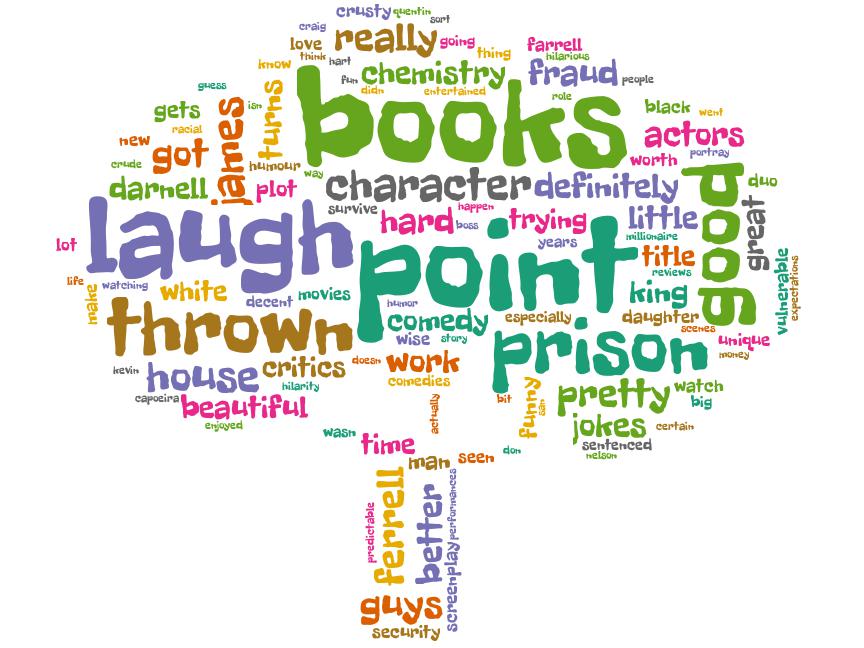 crusty quentin
sort
craig
love really going
thing farrell
think hart
hilarious
know
fun chemistry fraud people
didn entertained
guess
role
gets james isn turns books black went
racial
new got actors
portray
crude humour worth
way
darnell plot character definitely good duo
survive happen
laugh hard boss trying little great
lot years millionaire
point title
reviews
life watching
make white decent movies king vulnerable expectations
humor
thrown comedy especially daughter
scenes
wise story prison unique
money
kevin house critics doesn work
comedies
capoeira hilarity pretty watch
beautiful actually bit funny san big
enjoyed
jokes certain
wasn
time sentenced
don nelson
man seen
predictable ferrell better screenplay performances
guys
security